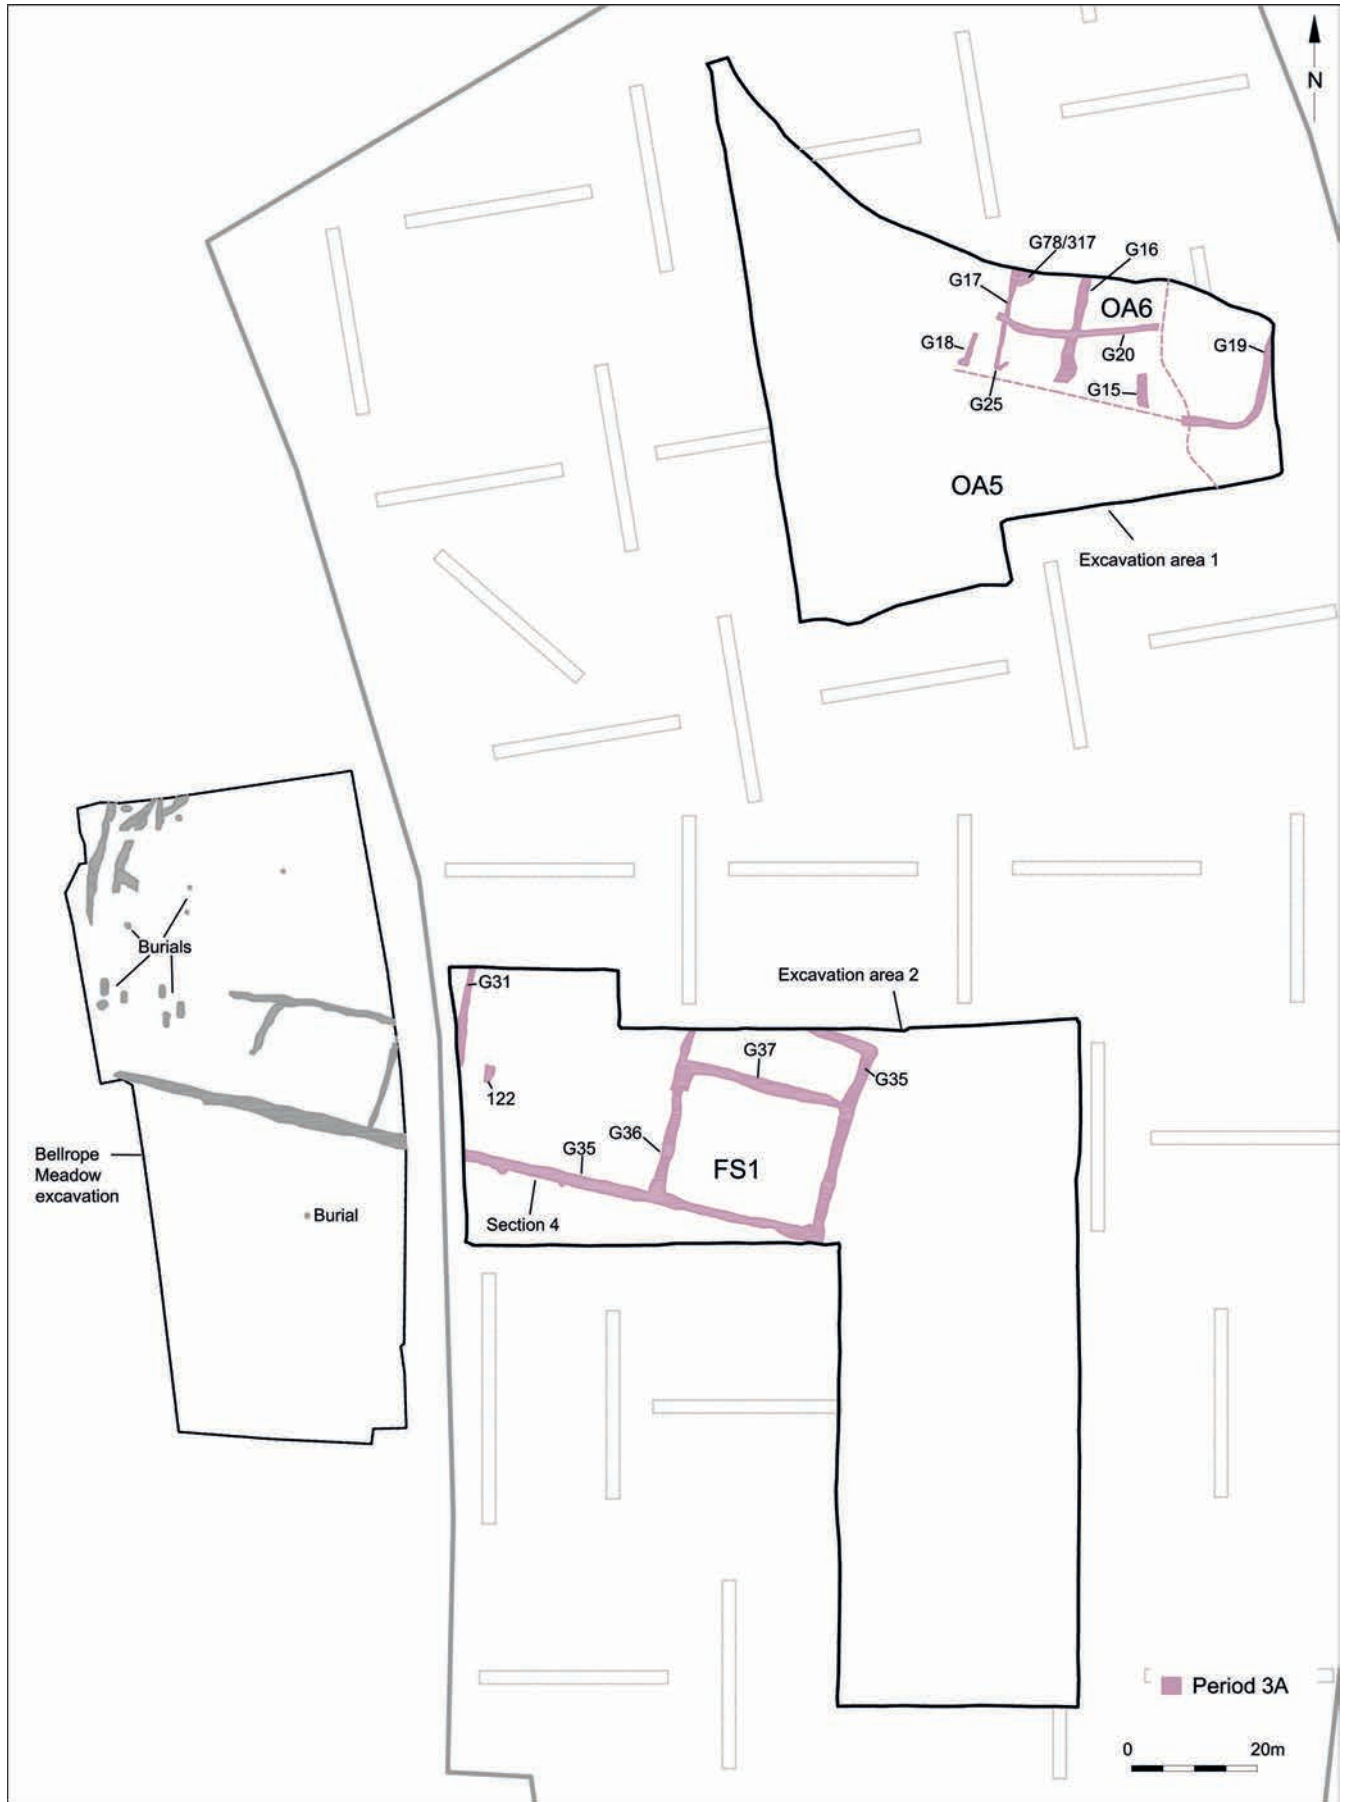 N
G78/317
G16
G17
OA6
G18
G20
G19
G15
G25
OA5
Excavation area 1
Burials
Excavation area 2
G31
G37
G35
122
G36
G35
FS1
Bellrope
Meadow
excavation
Section 4
Burial
Period 3A
0
20m